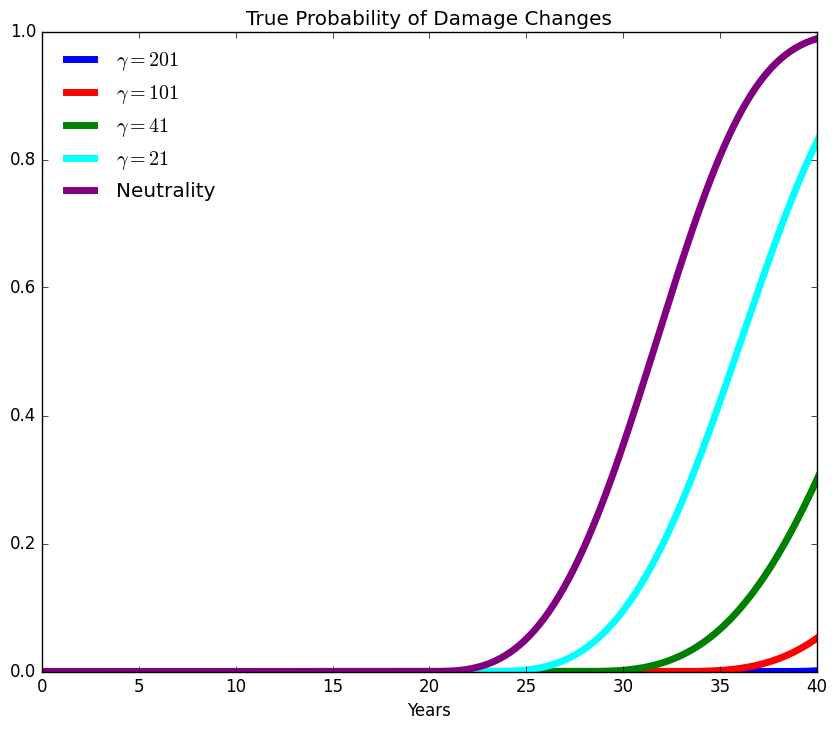 True Probability of Damage Changes
1.0
0.8
0.6
0.4
0.2
0.0
γ = 201
γ = 101
γ = 41
γ = 21
Neutrality
0 5 10 15 20 25 30 35 40
Years